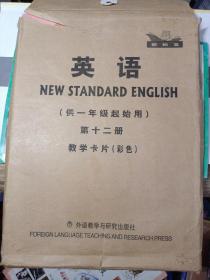 英语
NEW STANDARD ENGLISH
(供一年级起始用)
第十二册
教学卡片(彩色)
外语教学与研究出版社
FOREIGN LANGUAGE TEACHING AND RESEARCH PRESS